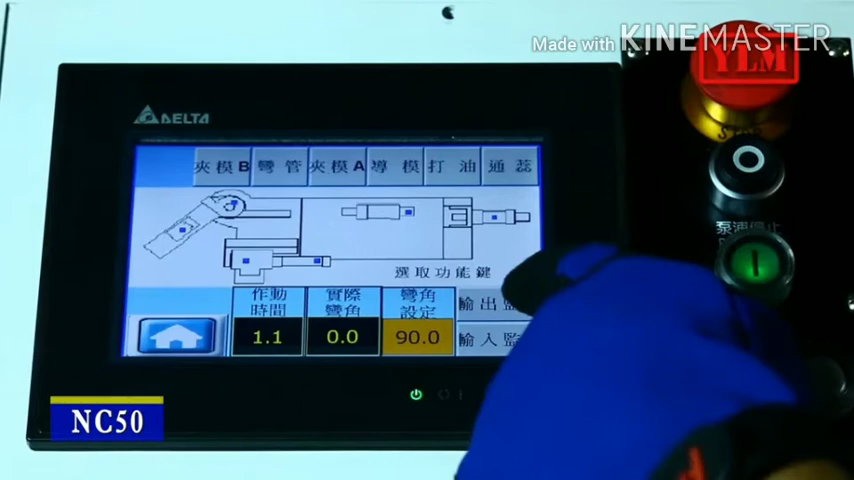 Made with KINEMASTER
YLM
STOP
DELTA
夾模B 彎管 夾模A 導模 打油 通蕊
泵浦停止
選取功能鍵
作動時間 實際彎角 彎角設定 輸出
1.1 0.0 90.0 輸入監
NC50